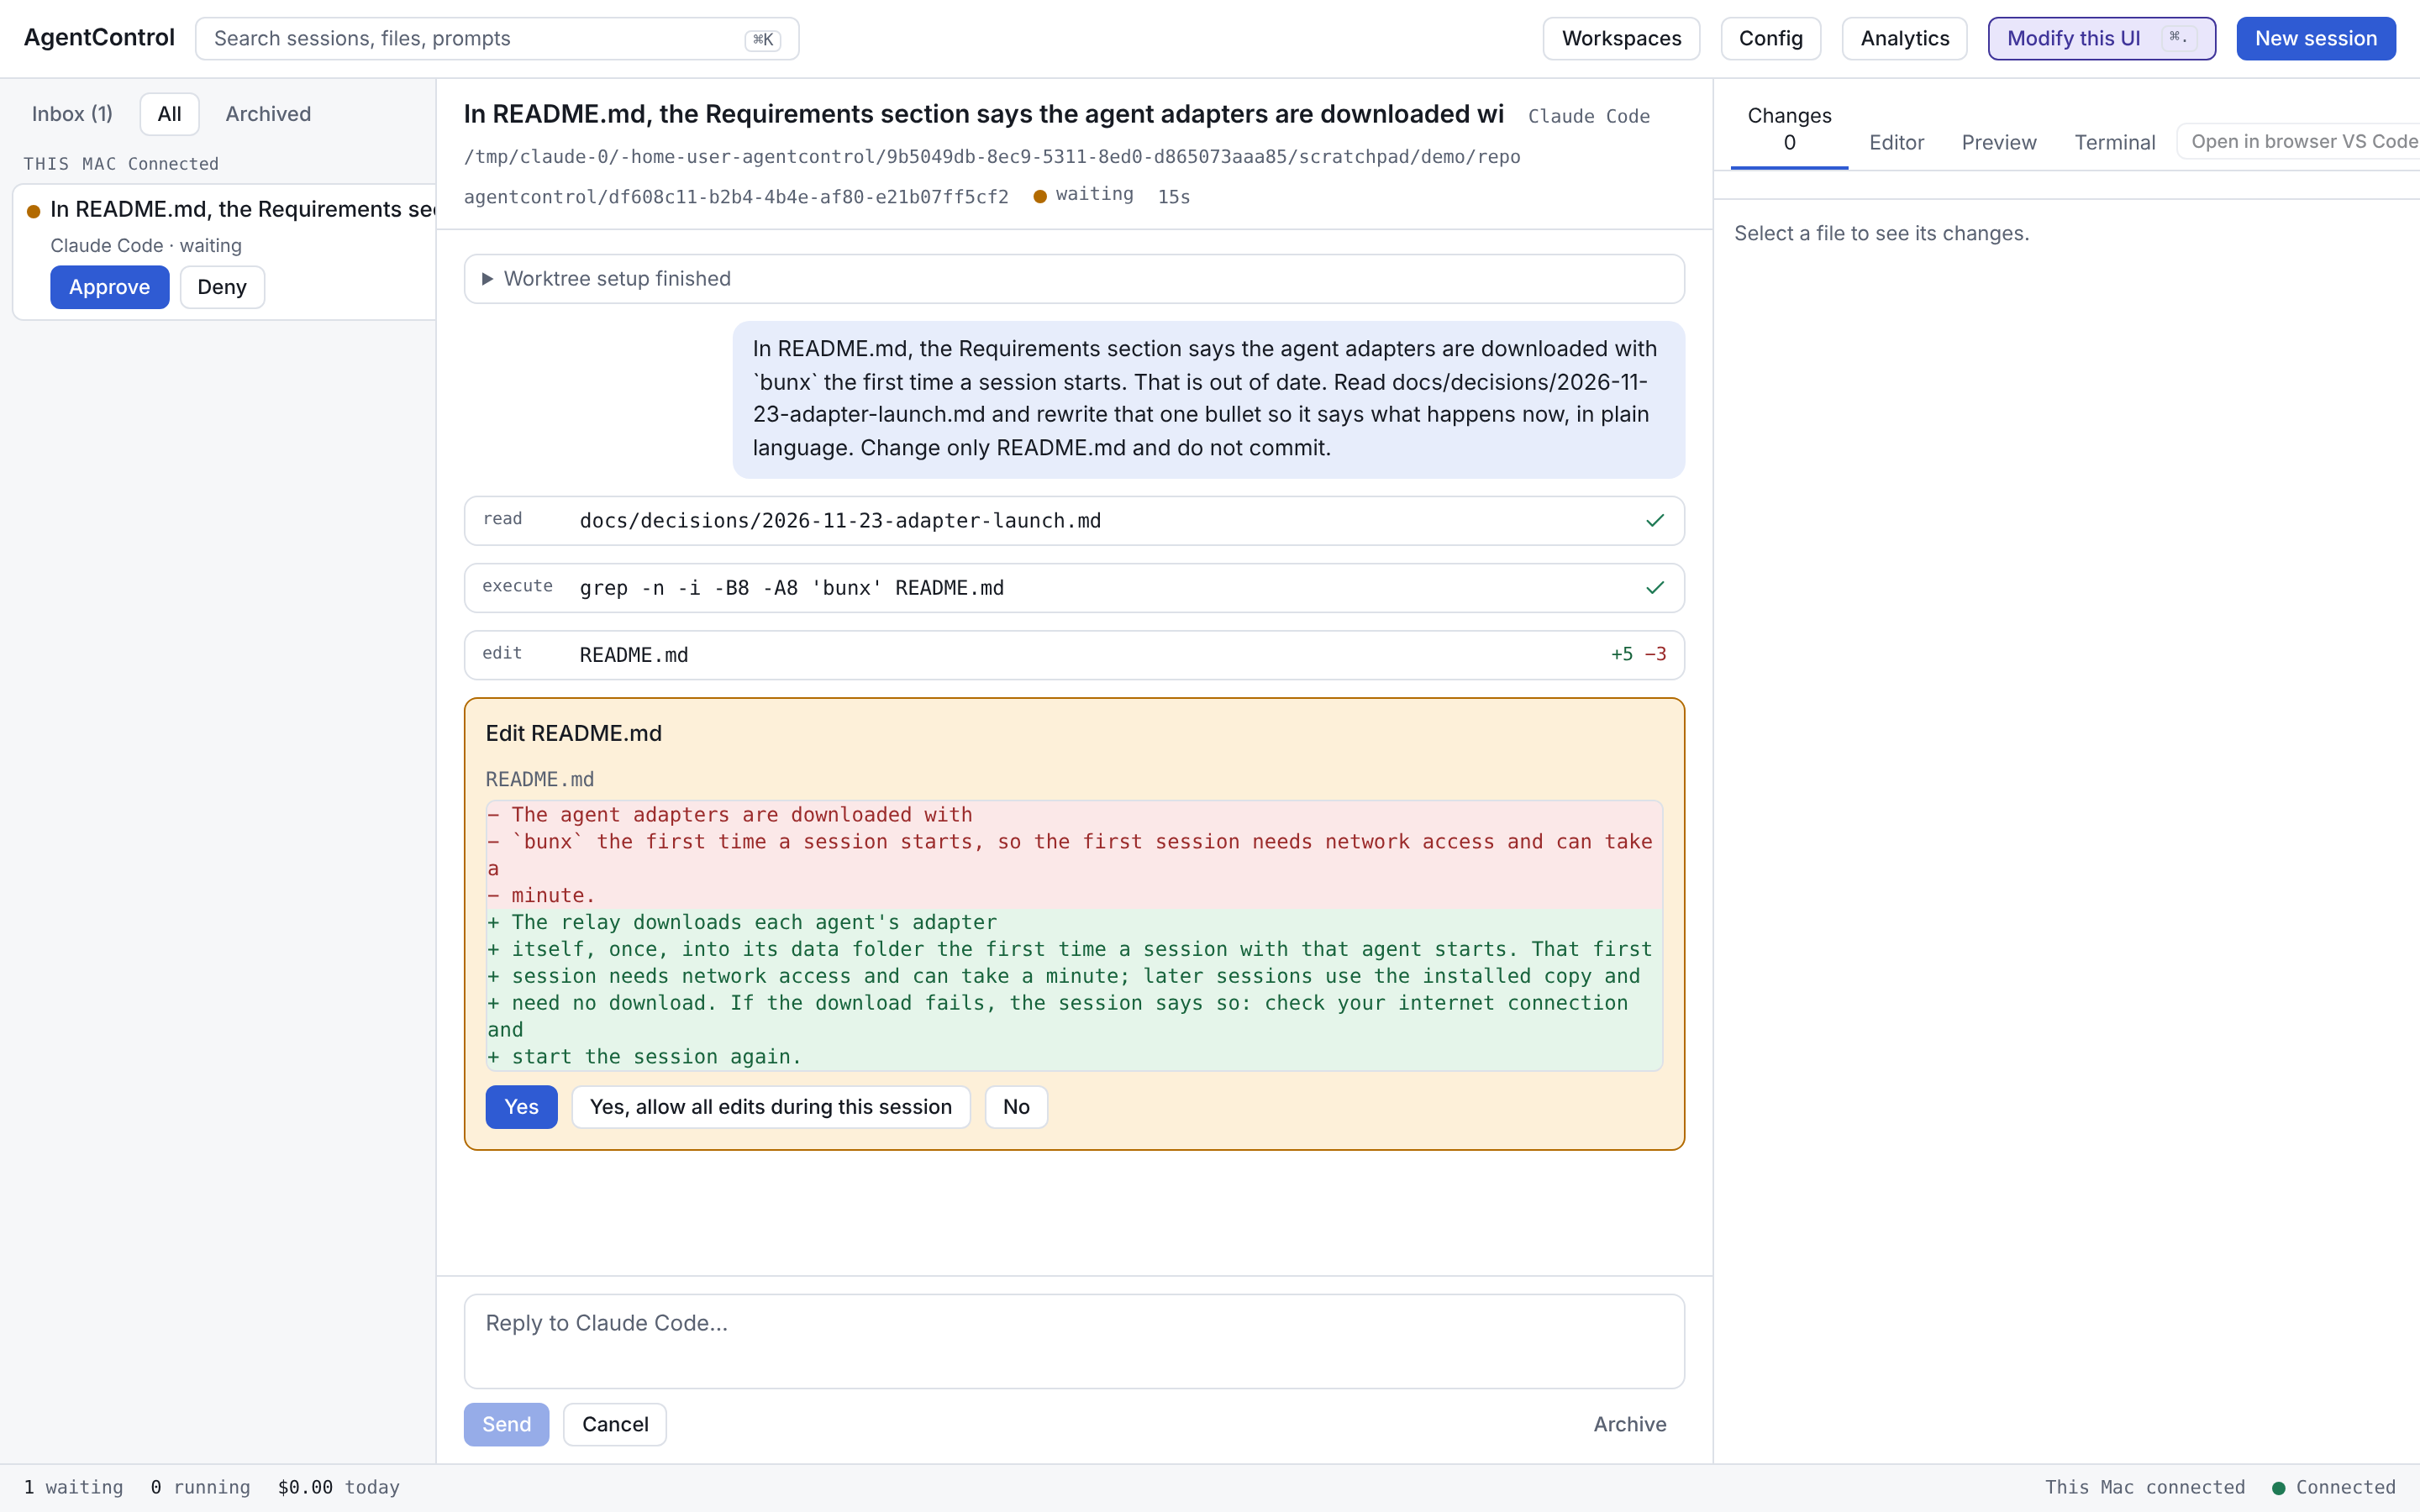 AgentControl
Search sessions, files, prompts ⌘K
Workspaces
Config
Analytics
Modify this UI ⌘.
New session
Inbox (1)
All
Archived
THIS MAC Connected
In README.md, the Requirements sec
Claude Code · waiting
Approve
Deny
In README.md, the Requirements section says the agent adapters are downloaded wi
Claude Code
/tmp/claude-0/-home-user-agentcontrol/9b5049db-8ec9-5311-8ed0-d865073aaa85/scratchpad/demo/repo
agentcontrol/df608c11-b2b4-4b4e-af80-e21b07ff5cf2
waiting
15s
Worktree setup finished
In README.md, the Requirements section says the agent adapters are downloaded with
`bunx` the first time a session starts. That is out of date. Read docs/decisions/2026-11-
23-adapter-launch.md and rewrite that one bullet so it says what happens now, in plain
language. Change only README.md and do not commit.
read docs/decisions/2026-11-23-adapter-launch.md
execute grep -n -i -B8 -A8 'bunx' README.md
edit README.md +5 −3
Edit README.md
README.md
− The agent adapters are downloaded with
− `bunx` the first time a session starts, so the first session needs network access and can take
a
− minute.
+ The relay downloads each agent's adapter
+ itself, once, into its data folder the first time a session with that agent starts. That first
+ session needs network access and can take a minute; later sessions use the installed copy and
+ need no download. If the download fails, the session says so: check your internet connection
and
+ start the session again.
Yes
Yes, allow all edits during this session
No
Reply to Claude Code...
Send
Cancel
Archive
Changes
0
Editor
Preview
Terminal
Open in browser VS Code
Select a file to see its changes.
1 waiting
0 running
$0.00 today
This Mac connected
Connected